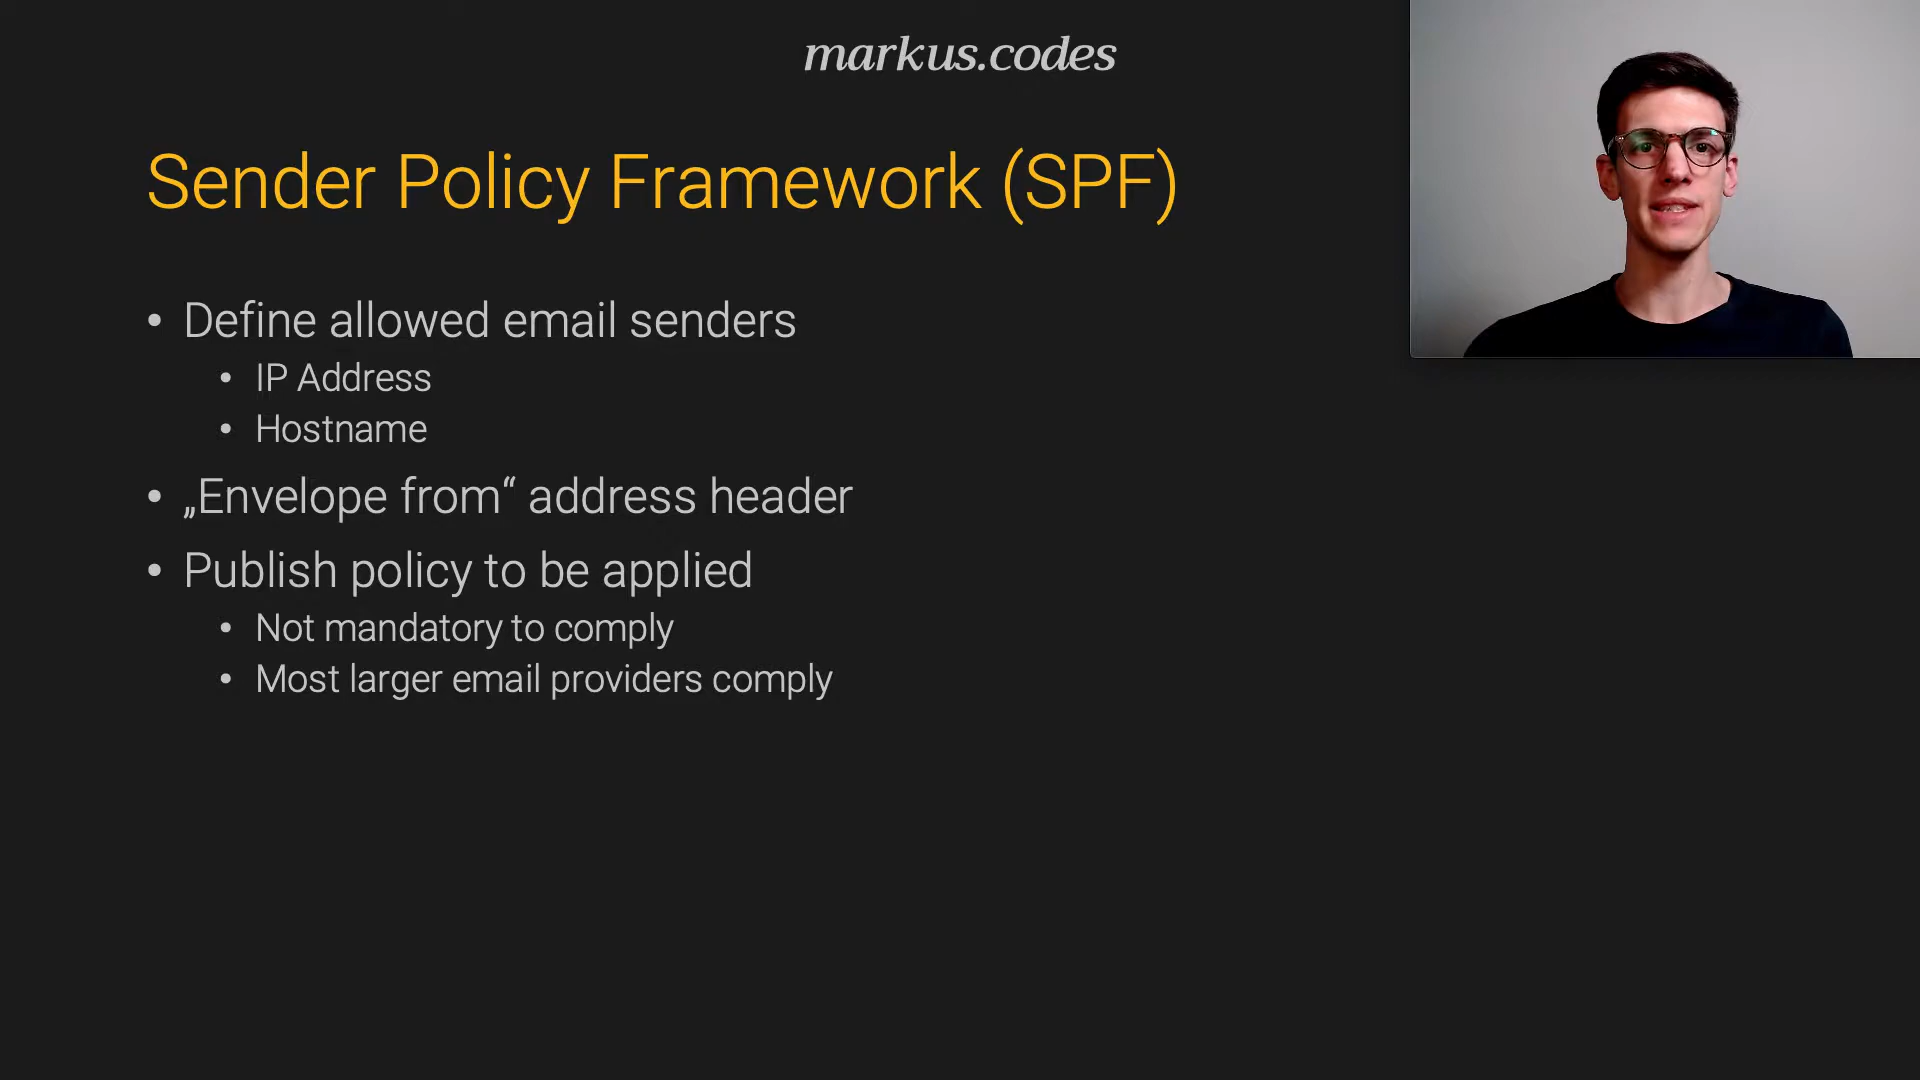 markus.codes
Sender Policy Framework (SPF)
• Define allowed email senders
• IP Address
• Hostname
• „Envelope from“ address header
• Publish policy to be applied
• Not mandatory to comply
• Most larger email providers comply